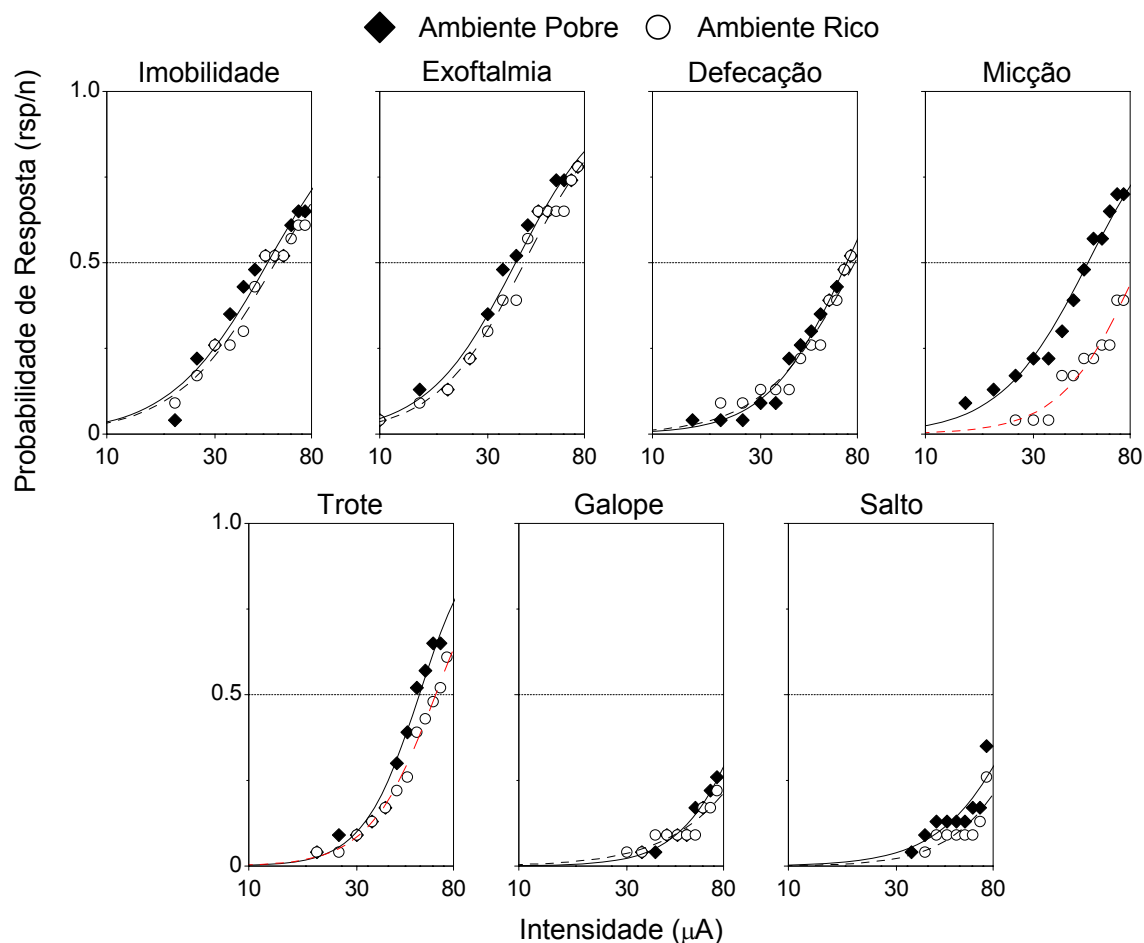 Ambiente Pobre Ambiente Rico
Imobilidade Exoftalmia Defecação Micção
Probabilidade de Resposta (rsp/n)
1.0
0.5
0
10 30 80 10 30 80 10 30 80 10 30 80
Trote Galope Salto
1.0
0.5
0
10 30 80 10 30 80 10 30 80
Intensidade (μA)